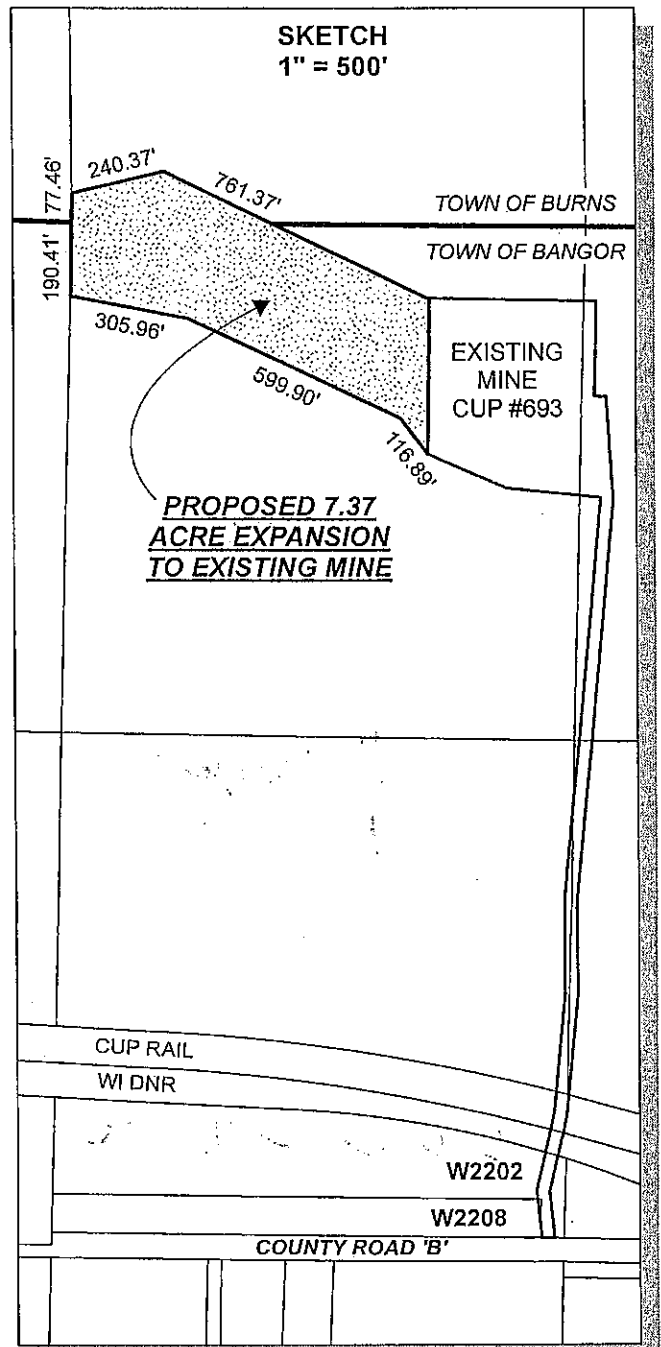 SKETCH
1" = 500'
240.37'
77.46'
761.37'
TOWN OF BURNS
TOWN OF BANGOR
190.41'
305.96'
599.90'
116.89'
EXISTING
MINE
CUP #693
PROPOSED 7.37
ACRE EXPANSION
TO EXISTING MINE
CUP RAIL
WI DNR
W2202
W2208
COUNTY ROAD 'B'